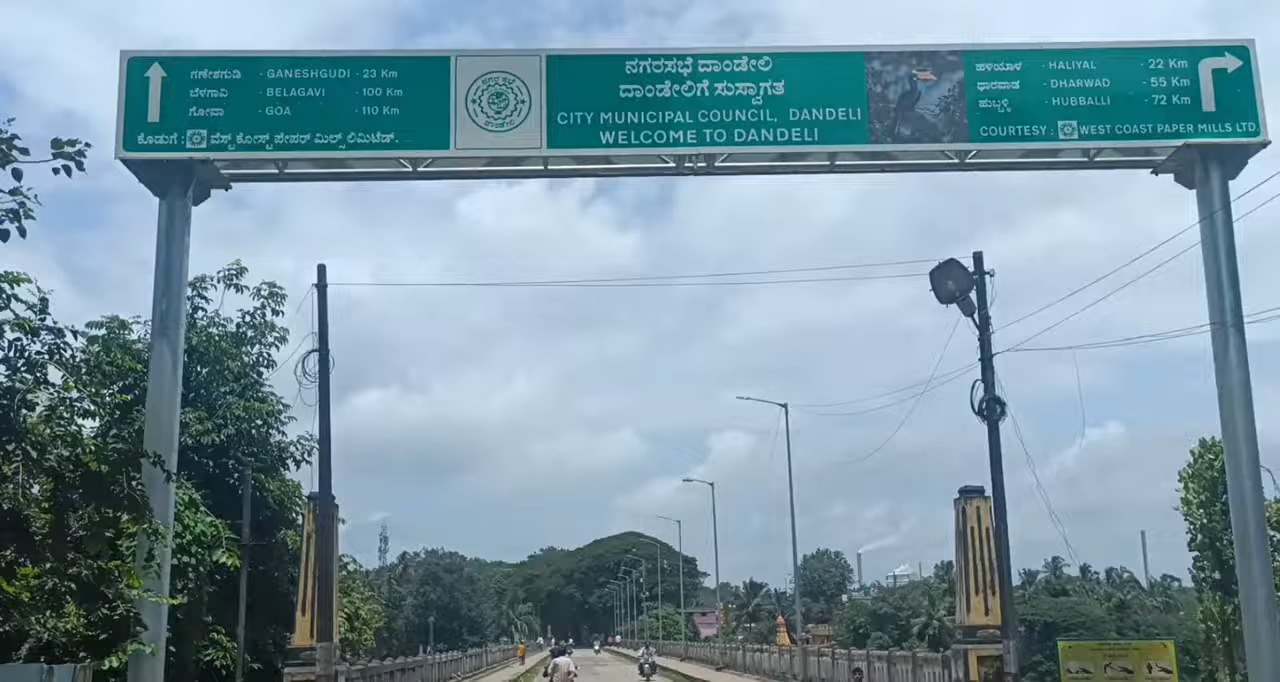 ಗಣೇಶಗುಡಿ - GANESHGUDI - 23 Km
ಬೆಳಗಾವಿ - BELAGAVI - 100 Km
ಗೋವಾ - GOA - 110 Km
ಕೊಡುಗೆ : ವೆಸ್ಟ್ ಕೋಸ್ಟ್ ಪೇಪರ್ ಮಿಲ್ಸ್ ಲಿಮಿಟೆಡ್.
ನಗರ ಸಭೆ
ದಾಂಡೇಲಿ
ನಗರಸಭೆ ದಾಂಡೇಲಿ
ದಾಂಡೇಲಿಗೆ ಸುಸ್ವಾಗತ
CITY MUNICIPAL COUNCIL, DANDELI
WELCOME TO DANDELI
ಹಳಿಯಾಳ - HALIYAL - 22 Km
ಧಾರವಾಡ - DHARWAD - 55 Km
ಹುಬ್ಬಳ್ಳಿ - HUBBALLI - 72 Km
COURTESY : WEST COAST PAPER MILLS LTD.